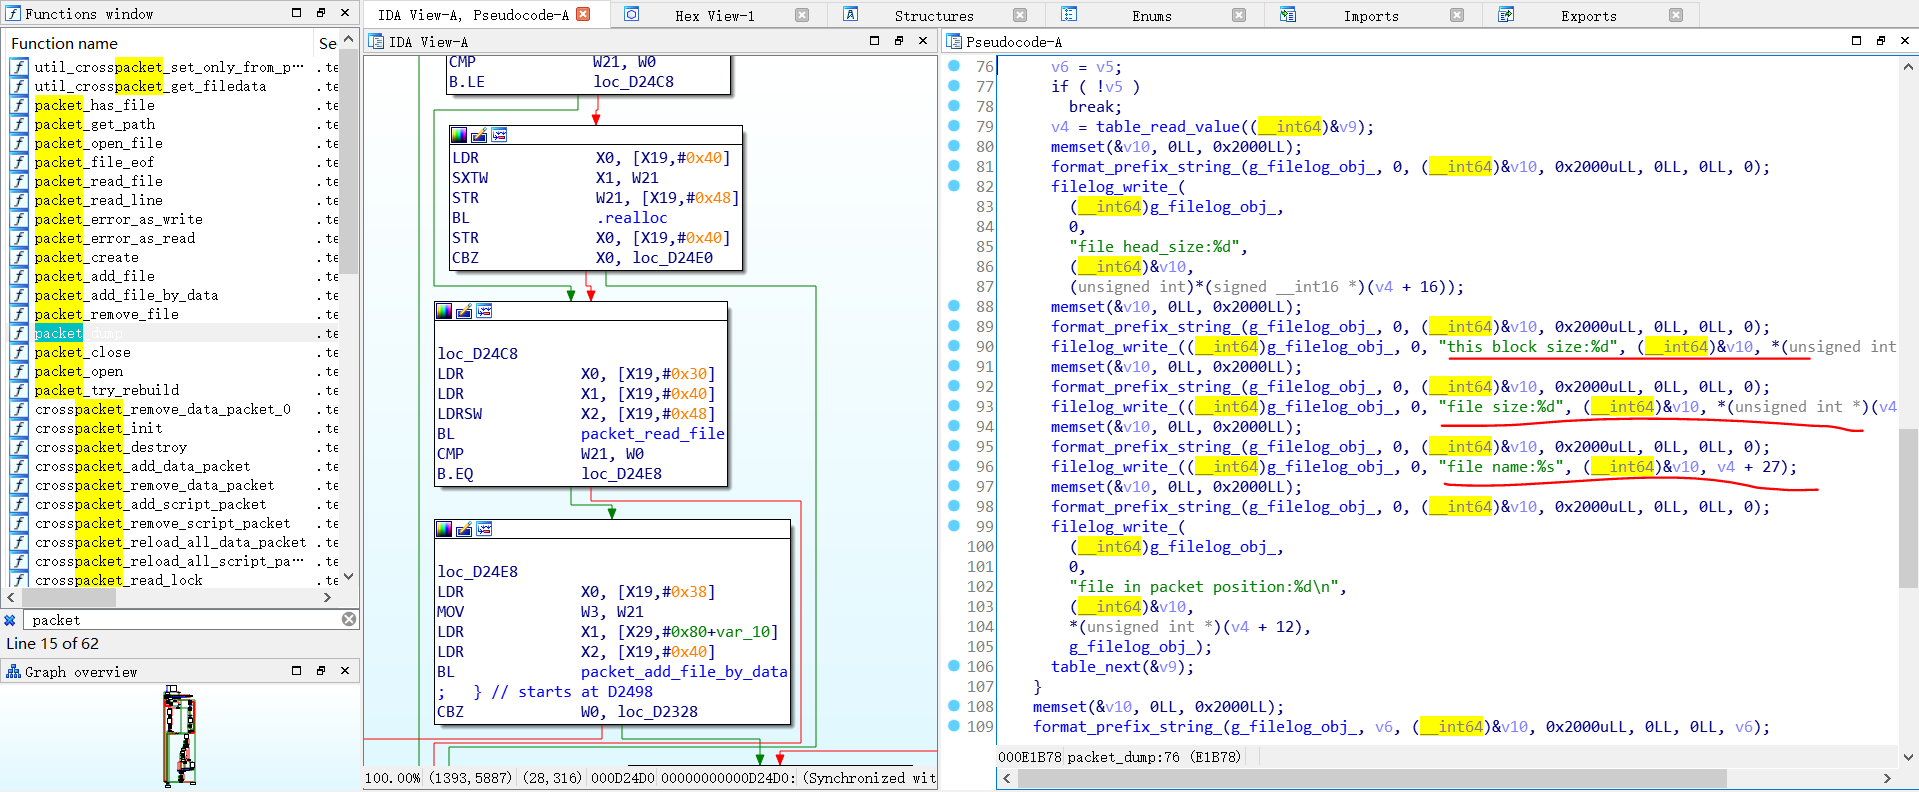 Functions window
Function name
Se
util_crosspacket_set_only_from_p…
.te
util_crosspacket_get_filedata
.te
packet_has_file
.te
packet_get_path
.te
packet_open_file
.te
packet_file_eof
.te
packet_read_file
.te
packet_read_line
.te
packet_error_as_write
.te
packet_error_as_read
.te
packet_create
.te
packet_add_file
.te
packet_add_file_by_data
.te
packet_remove_file
.te
packet_dump
.te
packet_close
.te
packet_open
.te
packet_try_rebuild
.te
crosspacket_remove_data_packet_0
.te
crosspacket_init
.te
crosspacket_destroy
.te
crosspacket_add_data_packet
.te
crosspacket_remove_data_packet
.te
crosspacket_add_script_packet
.te
crosspacket_remove_script_packet
.te
crosspacket_reload_all_data_packet
.te
crosspacket_reload_all_script_pa…
.te
crosspacket_read_lock
.te
packet
Line 15 of 62
Graph overview
IDA View-A, Pseudocode-A
Hex View-1
Structures
Enums
Imports
Exports
IDA View-A
CMP W21, W0
B.LE loc_D24C8
LDR X0, [X19,#0x40]
SXTW X1, W21
STR W21, [X19,#0x48]
BL .realloc
STR X0, [X19,#0x40]
CBZ X0, loc_D24E0
loc_D24C8
LDR X0, [X19,#0x30]
LDR X1, [X19,#0x40]
LDRSW X2, [X19,#0x48]
BL packet_read_file
CMP W21, W0
B.EQ loc_D24E8
loc_D24E8
LDR X0, [X19,#0x38]
MOV W3, W21
LDR X1, [X29,#0x80+var_10]
LDR X2, [X19,#0x40]
BL packet_add_file_by_data
; } // starts at D2498
CBZ W0, loc_D2328
100.00% (1393,5887) (28,316) 000D24D0 00000000000D24D0: (Synchronized wit
Pseudocode-A
76 v6 = v5;
77 if ( !v5 )
78 break;
79 v4 = table_read_value((__int64)&v9);
80 memset(&v10, 0LL, 0x2000LL);
81 format_prefix_string_(g_filelog_obj_, 0, (__int64)&v10, 0x2000uLL, 0LL, 0LL, 0);
82 filelog_write_(
83 (__int64)g_filelog_obj_,
84 0,
85 "file head_size:%d",
86 (__int64)&v10,
87 (unsigned int)*(signed __int16 *)(v4 + 16));
88 memset(&v10, 0LL, 0x2000LL);
89 format_prefix_string_(g_filelog_obj_, 0, (__int64)&v10, 0x2000uLL, 0LL, 0LL, 0);
90 filelog_write_((__int64)g_filelog_obj_, 0, "this block size:%d", (__int64)&v10, *(unsigned int
91 memset(&v10, 0LL, 0x2000LL);
92 format_prefix_string_(g_filelog_obj_, 0, (__int64)&v10, 0x2000uLL, 0LL, 0LL, 0);
93 filelog_write_((__int64)g_filelog_obj_, 0, "file size:%d", (__int64)&v10, *(unsigned int *)(v4
94 memset(&v10, 0LL, 0x2000LL);
95 format_prefix_string_(g_filelog_obj_, 0, (__int64)&v10, 0x2000uLL, 0LL, 0LL, 0);
96 filelog_write_((__int64)g_filelog_obj_, 0, "file name:%s", (__int64)&v10, v4 + 27);
97 memset(&v10, 0LL, 0x2000LL);
98 format_prefix_string_(g_filelog_obj_, 0, (__int64)&v10, 0x2000uLL, 0LL, 0LL, 0);
99 filelog_write_(
100 (__int64)g_filelog_obj_,
101 0,
102 "file in packet position:%d\n",
103 (__int64)&v10,
104 *(unsigned int *)(v4 + 12),
105 g_filelog_obj_);
106 table_next(&v9);
107 }
108 memset(&v10, 0LL, 0x2000LL);
109 format_prefix_string_(g_filelog_obj_, v6, (__int64)&v10, 0x2000uLL, 0LL, 0LL, v6);
000E1B78 packet_dump:76 (E1B78)